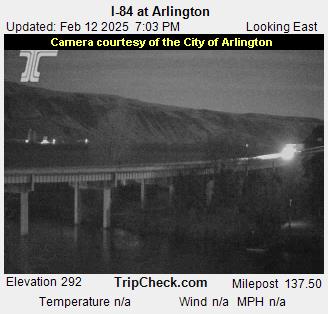 I-84 at Arlington
Updated: Feb 12 2025 7:03 PM Looking East
Camera courtesy of the City of Arlington
Elevation 292 TripCheck.com Milepost 137.50
Temperature n/a Wind n/a MPH n/a